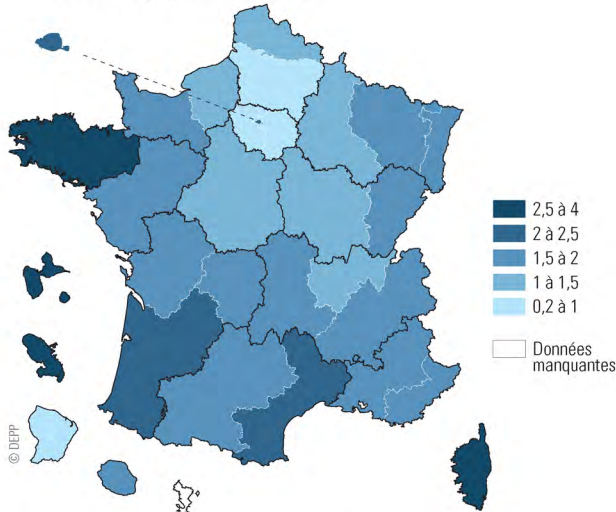 2,5 à 4
2 à 2,5
1,5 à 2
1 à 1,5
0,2 à 1
Données
manquantes
© DEPP